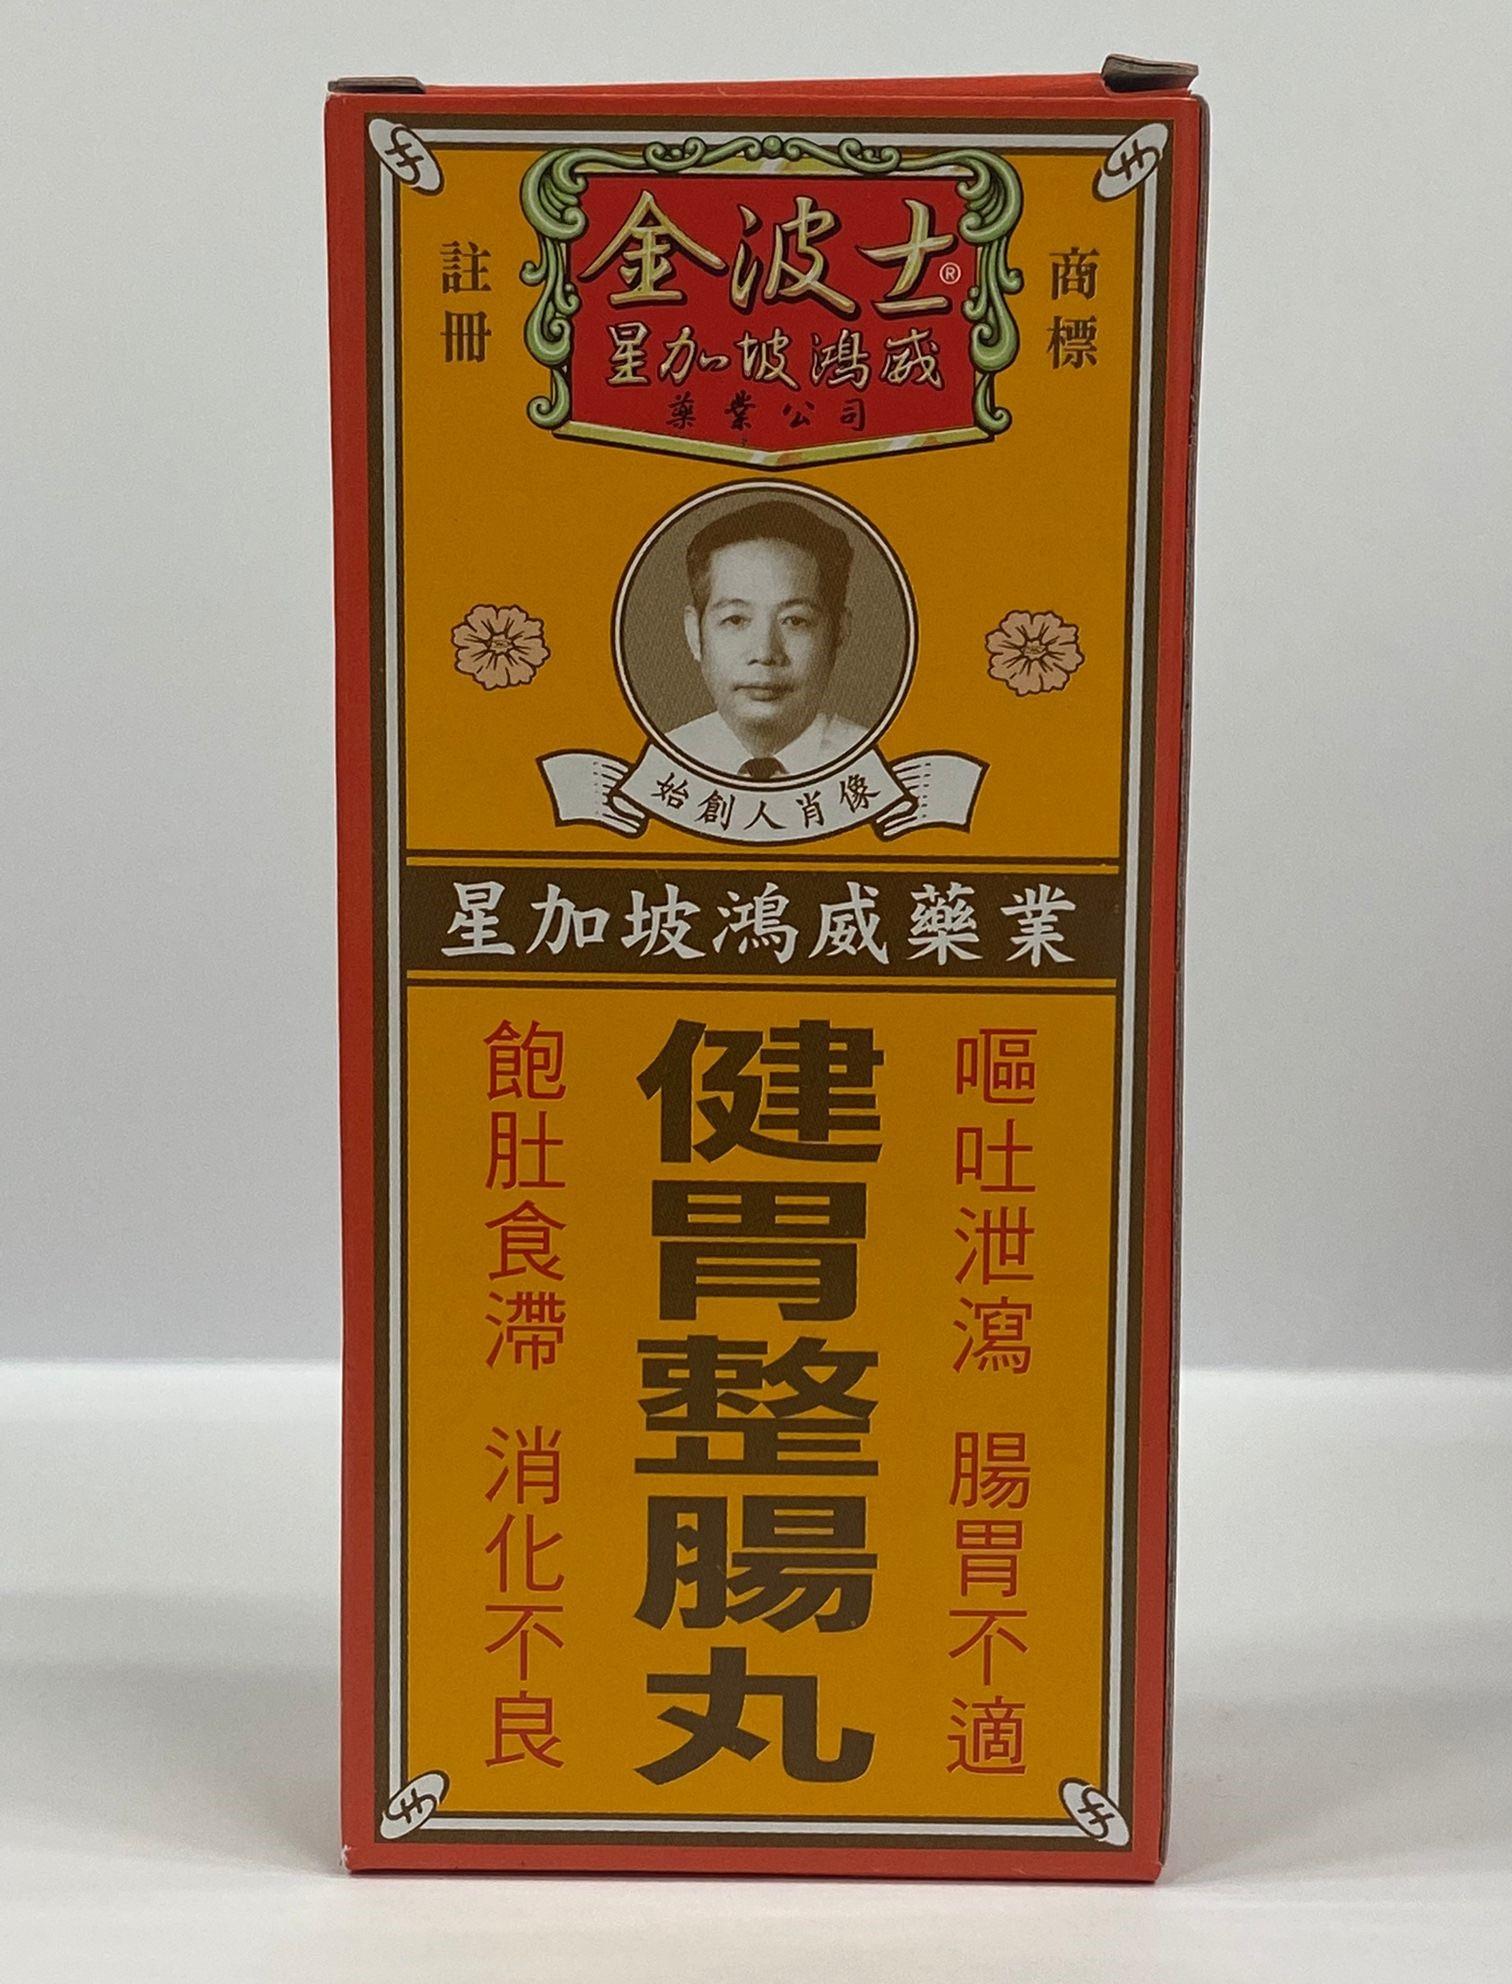 金波士®
星加坡鴻威
藥業公司
註冊
商標
始創人肖像
星加坡鴻威藥業
嘔吐泄瀉 腸胃不適
健胃整腸丸
飽肚食滯 消化不良